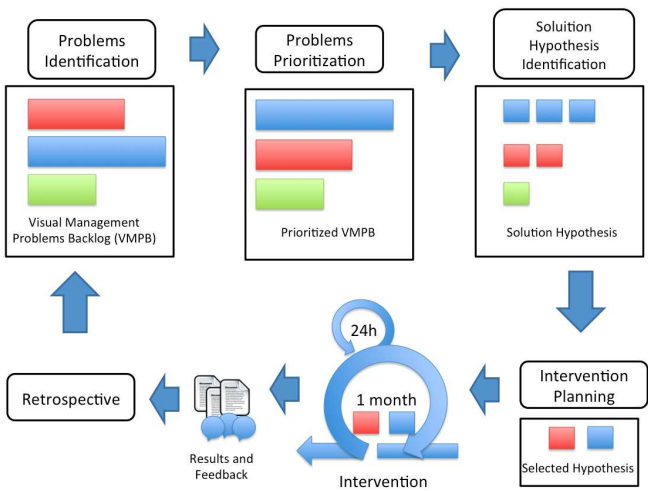 Problems
Identification
Problems
Prioritization
Soluition
Hypothesis
Identification
Visual Management
Problems Backlog (VMPB)
Prioritized VMPB
Solution Hypothesis
24h
1 month
Retrospective
Results and
Feedback
Intervention
Intervention
Planning
Selected Hypothesis